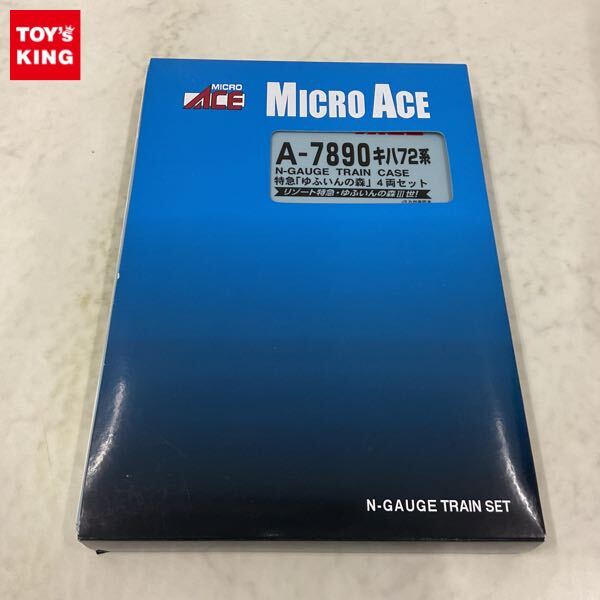 TOY's
KING
MICRO
ACE
MICRO ACE
A-7890キハ72系
N-GAUGE TRAIN CASE
特急「ゆふいんの森」4両セット
リゾート特急・ゆふいんの森III世!
N-GAUGE TRAIN SET